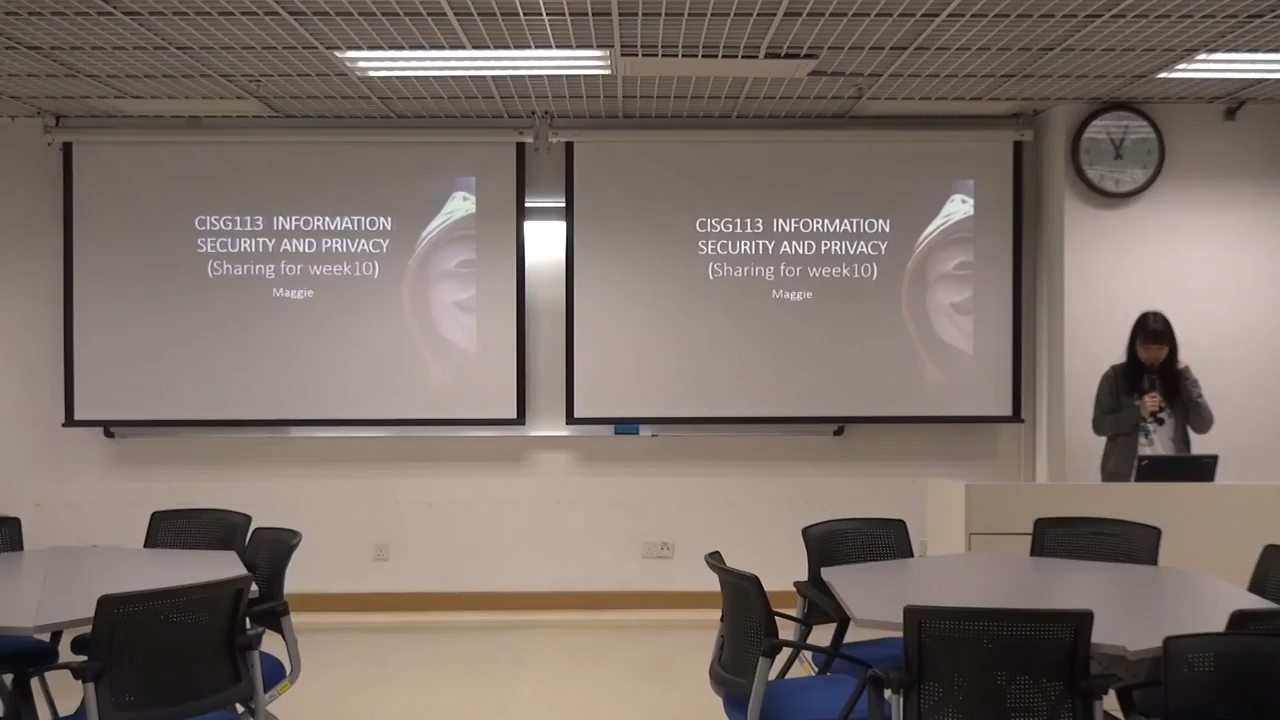 CISG113 INFORMATION
SECURITY AND PRIVACY
(Sharing for week10)
Maggie
CISG113 INFORMATION
SECURITY AND PRIVACY
(Sharing for week10)
Maggie